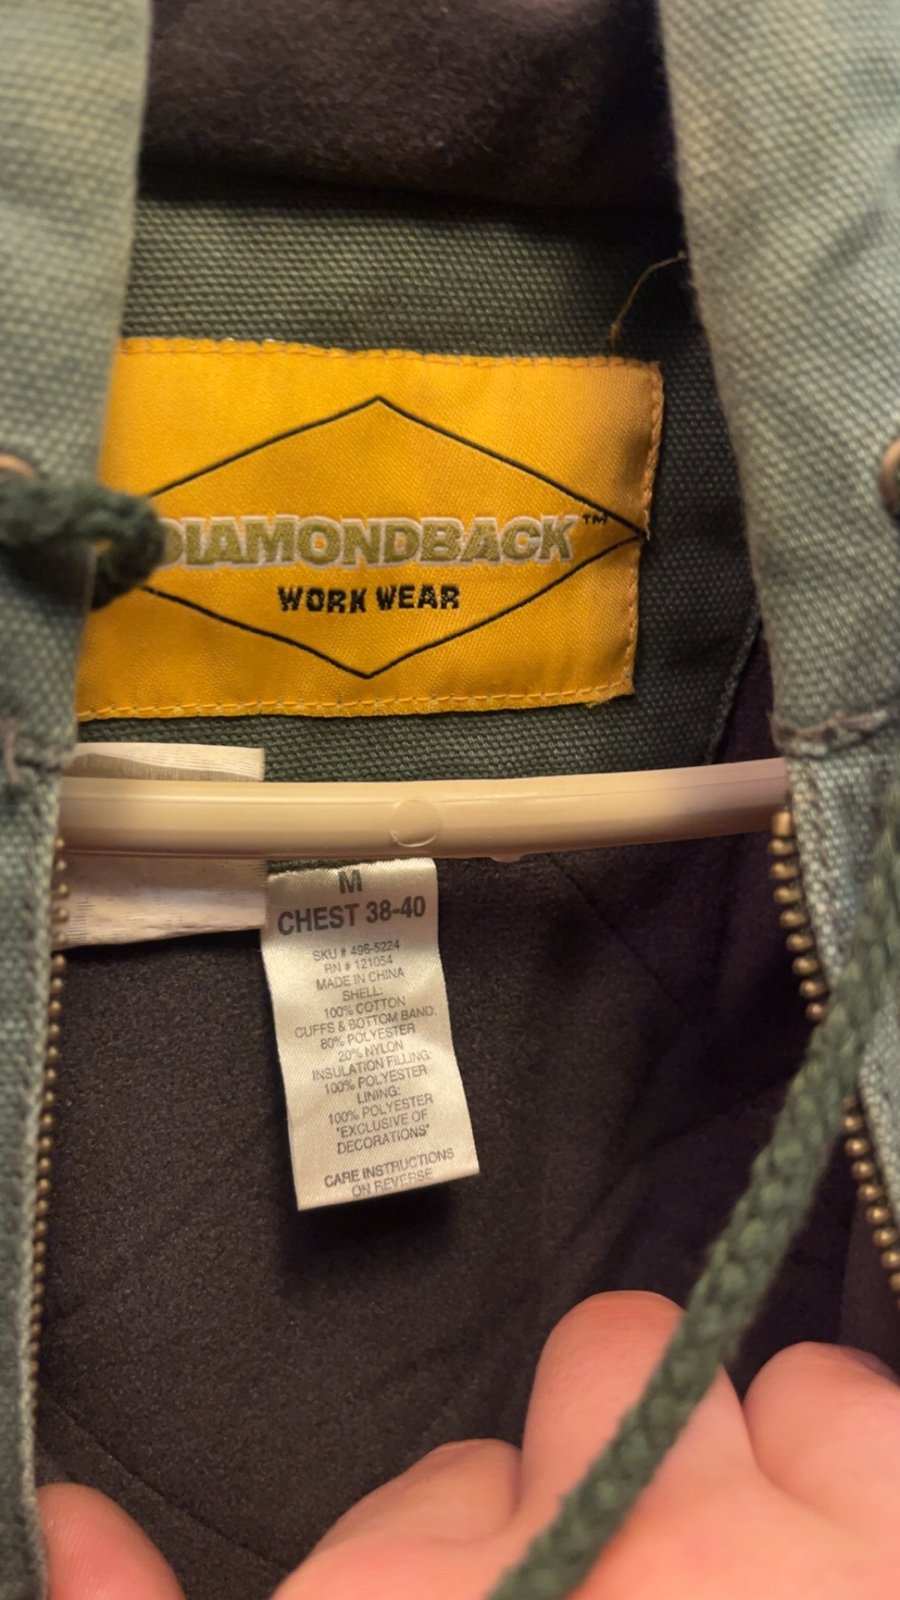 DIAMONDBACK™
WORK WEAR
M
CHEST 38-40
SKU # 496-5224
RN # 121054
MADE IN CHINA
SHELL:
100% COTTON
CUFFS & BOTTOM BAND:
80% POLYESTER
20% NYLON
INSULATION FILLING:
100% POLYESTER
LINING:
100% POLYESTER
"EXCLUSIVE OF
DECORATIONS"
CARE INSTRUCTIONS
ON REVERSE